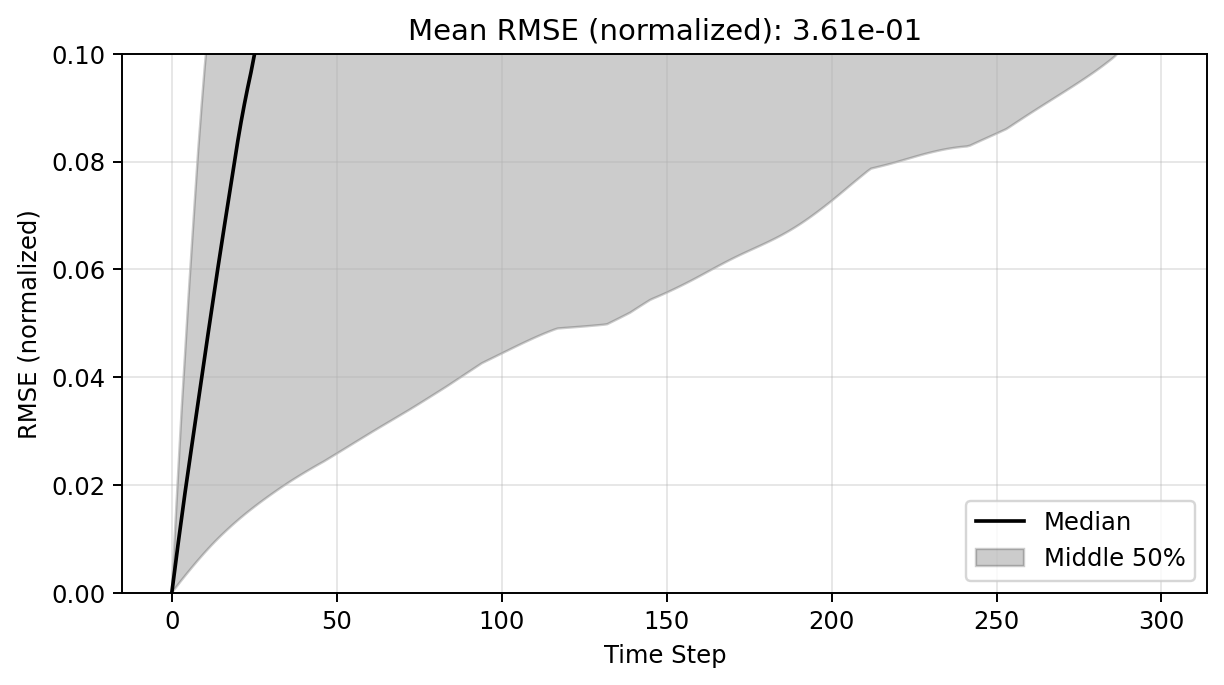 Mean RMSE (normalized): 3.61e-01
0.10
0.08
0.06
0.04
0.02
0.00
RMSE (normalized)
0 50 100 150 200 250 300
Time Step
Median
Middle 50%